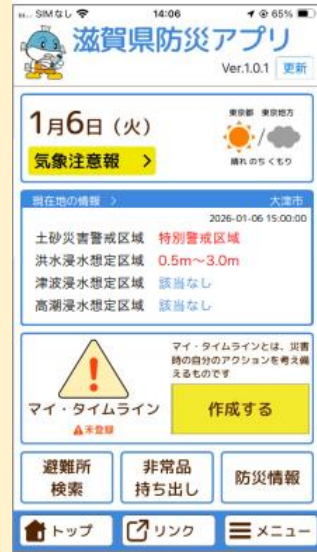 SIMなし 14:06 65%
滋賀県防災アプリ
Ver.1.0.1 更新
1月6日（火）
気象注意報 >
東京都 東京地方
晴れ のち くもり
現在地の情報 > 大津市
2026-01-06 15:00:00
土砂災害警戒区域 特別警戒区域
洪水浸水想定区域 0.5m〜3.0m
津波浸水想定区域 該当なし
高潮浸水想定区域 該当なし
マイ・タイムラインとは、災害
時の自分のアクションを考え備
えるものです
マイ・タイムライン
未登録
作成する
避難所
検索
非常品
持ち出し
防災情報
トップ リンク メニュー